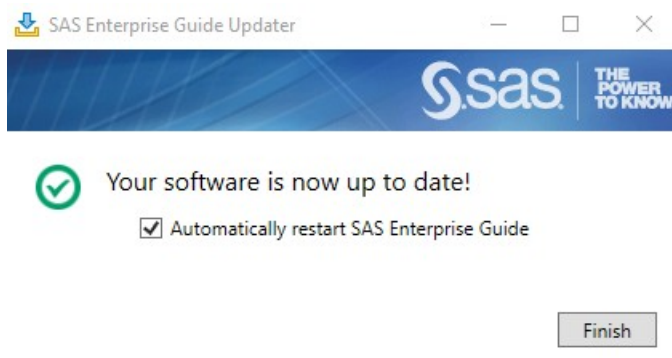 SAS Enterprise Guide Updater
sas
THE
POWER
TO KNOW
Your software is now up to date!
Automatically restart SAS Enterprise Guide
Finish